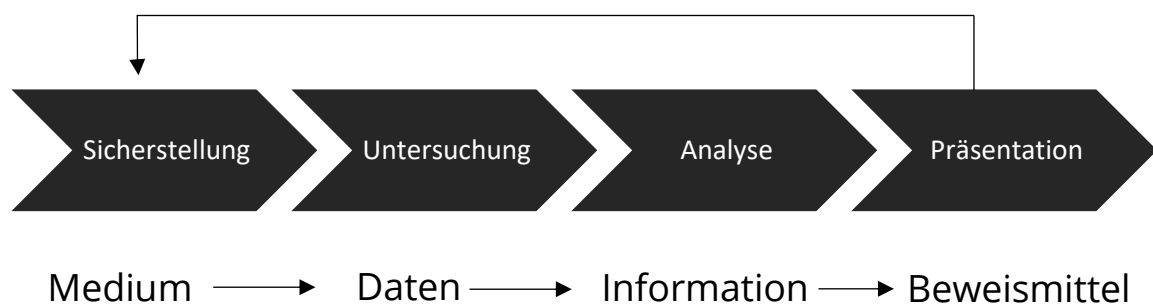 Sicherstellung Untersuchung Analyse Präsentation
Medium Daten Information Beweismittel